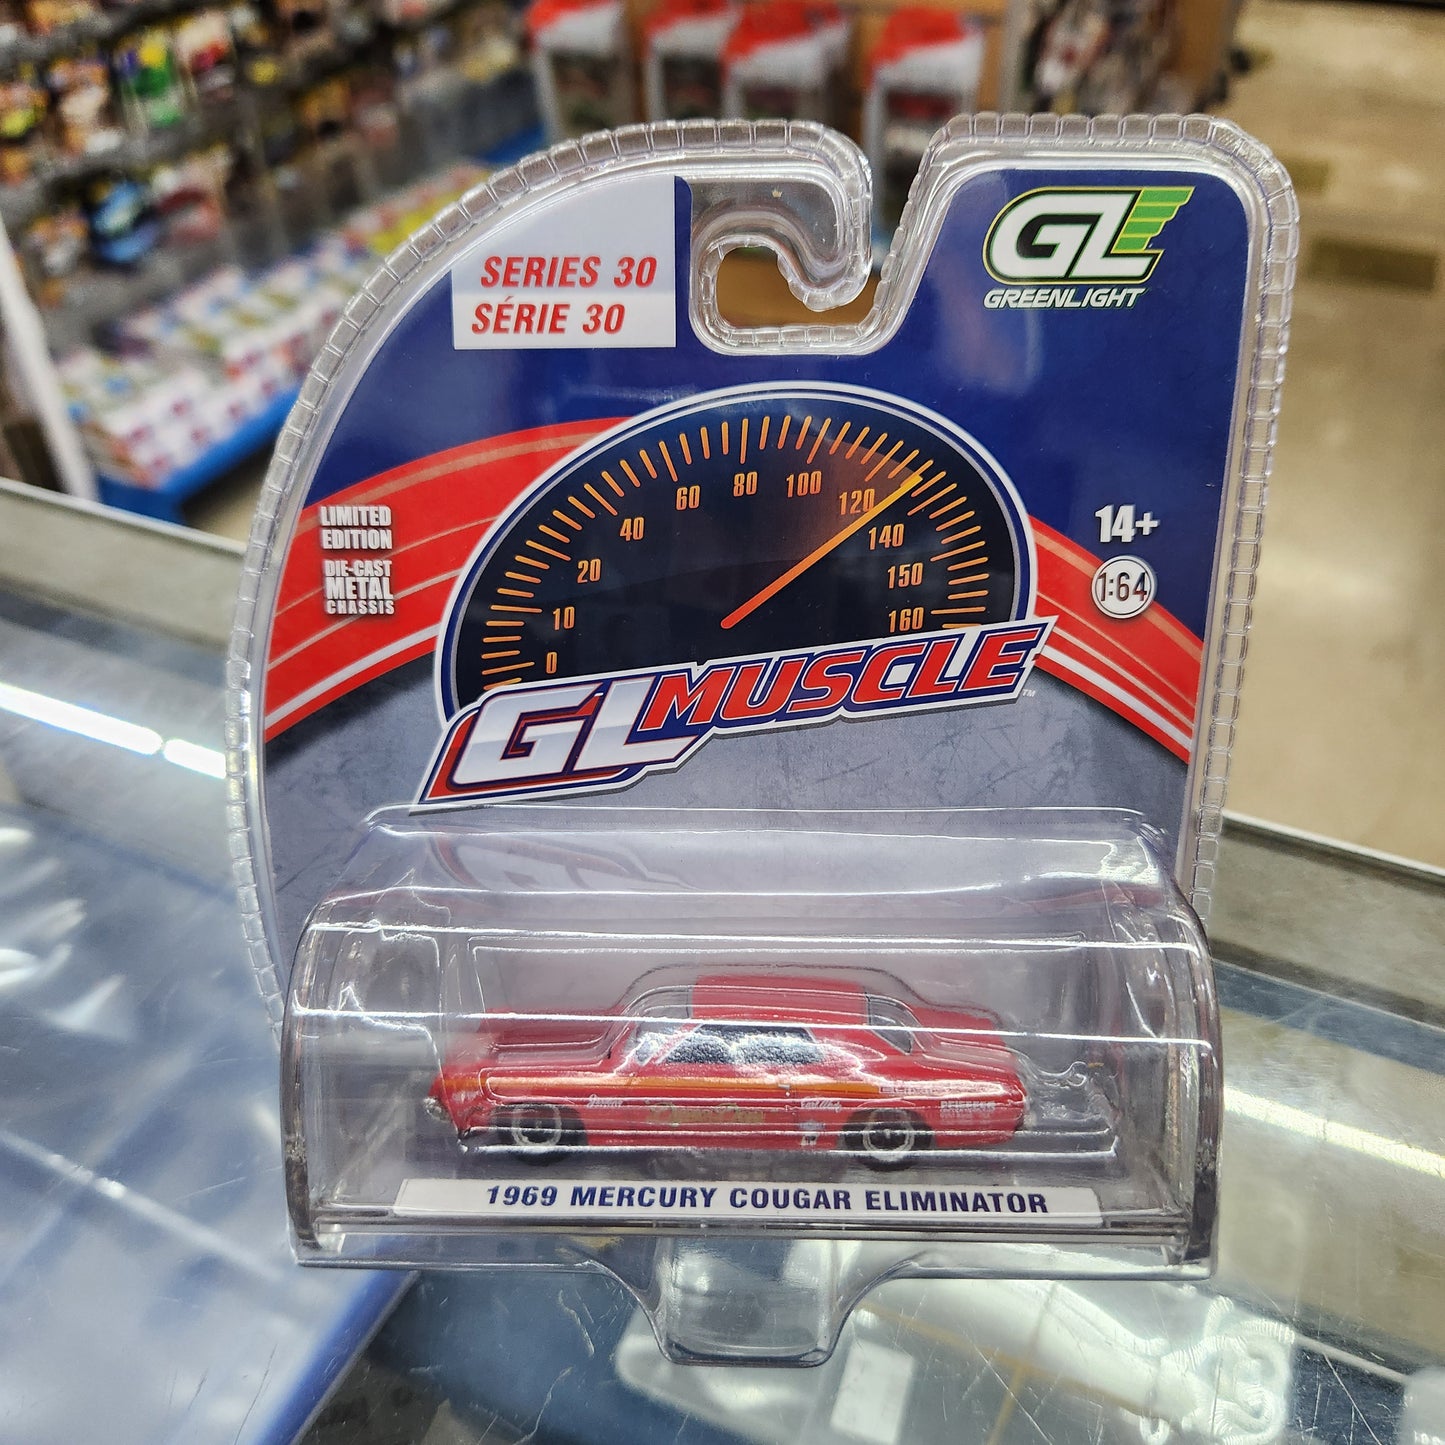 SERIES 30
SÉRIE 30
GL
GREENLIGHT
LIMITED
EDITION
DIE-CAST
METAL
CHASSIS
0
10
20
40
60
80
100
120
140
150
160
14+
1:64
GL MUSCLE™
1969 MERCURY COUGAR ELIMINATOR